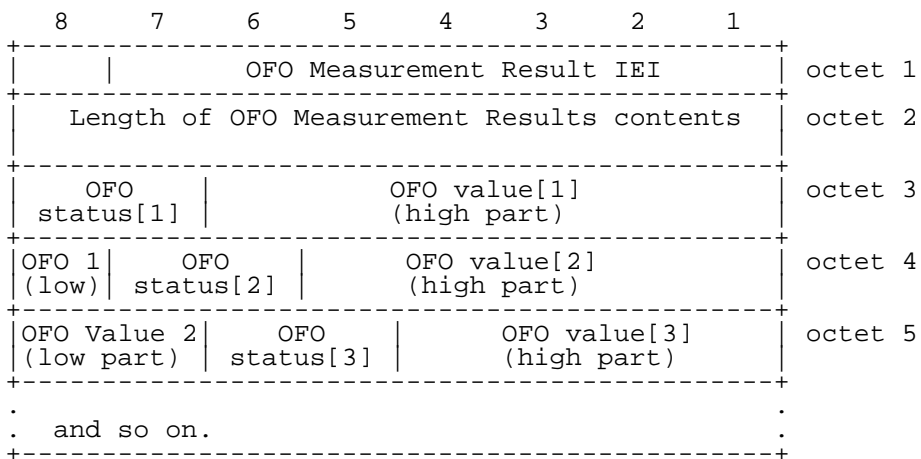 8 7 6 5 4 3 2 1
OFO Measurement Result IEI octet 1
Length of OFO Measurement Results contents octet 2
OFO OFO value[1] octet 3
status[1] (high part)
OFO 1 OFO OFO value[2] octet 4
(low) status[2] (high part)
OFO Value 2 OFO OFO value[3] octet 5
(low part) status[3] (high part)
. .
. and so on. .